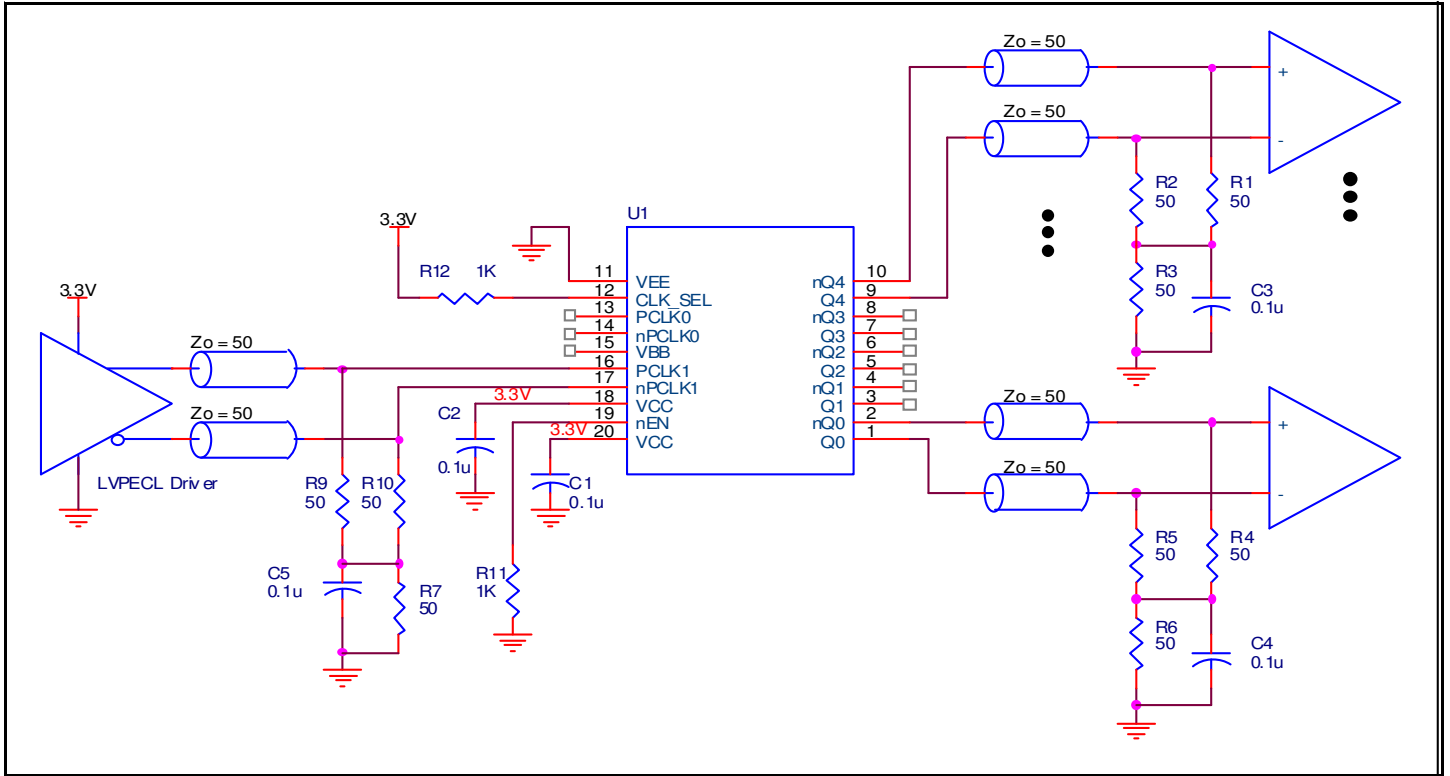 Zo = 50
+
Zo = 50
-
R2
50
R1
50
R3
50
C3
0.1u
3.3V
R12 1K
U1
11 VEE
12 CLK_SEL
13 PCLK0
14 nPCLK0
15 VBB
16 PCLK1
17 nPCLK1
18 VCC
19 nEN
20 VCC
nQ4 10
Q4 9
nQ3 8
Q3 7
nQ2 6
Q2 5
nQ1 4
Q1 3
nQ0 2
Q0 1
3.3V
Zo = 50
Zo = 50
LVPECL Driver
R9
50
R10
50
C5
0.1u
R7
50
3.3V
C2
0.1u
3.3V
C1
0.1u
R11
1K
Zo = 50
+
Zo = 50
-
R5
50
R4
50
R6
50
C4
0.1u